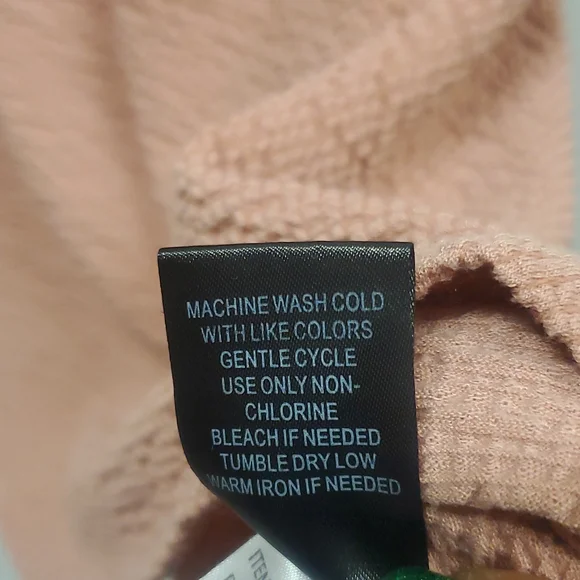 MACHINE WASH COLD
WITH LIKE COLORS
GENTLE CYCLE
USE ONLY NON-
CHLORINE
BLEACH IF NEEDED
TUMBLE DRY LOW
WARM IRON IF NEEDED